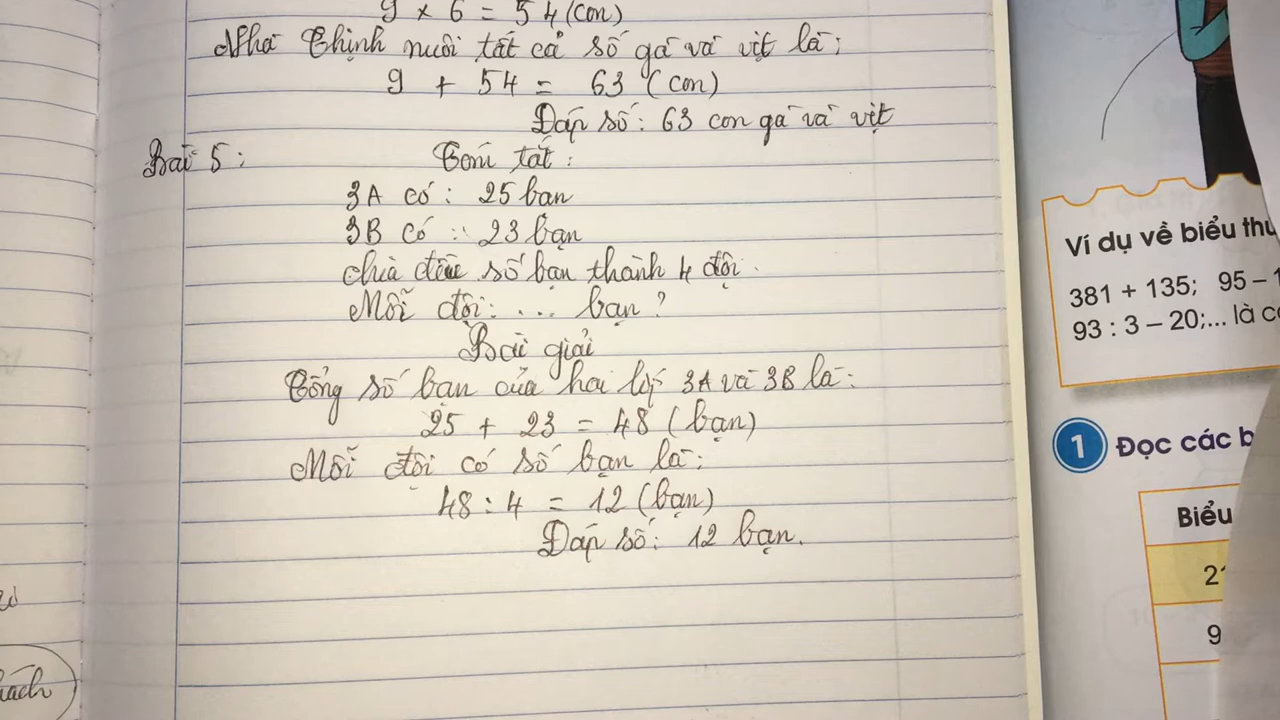 9 x 6 = 54 (con)
Nhà Thịnh nuôi tất cả số gà và vịt là:
9 + 54 = 63 (con)
Đáp số: 63 con gà và vịt
Bài 5:
Tóm tắt:
3A có: 25 bạn
3B có: 23 bạn
chia đều số bạn thành 4 đội.
Mỗi đội: ... bạn?
Bài giải
Tổng số bạn của hai lớp 3A và 3B là:
25 + 23 = 48 (bạn)
Mỗi đội có số bạn là:
48 : 4 = 12 (bạn)
Đáp số: 12 bạn.
Ví dụ về biểu thứ
381 + 135; 95 – 1
93 : 3 – 20;... là c
1 Đọc các b
Biểu
2
9